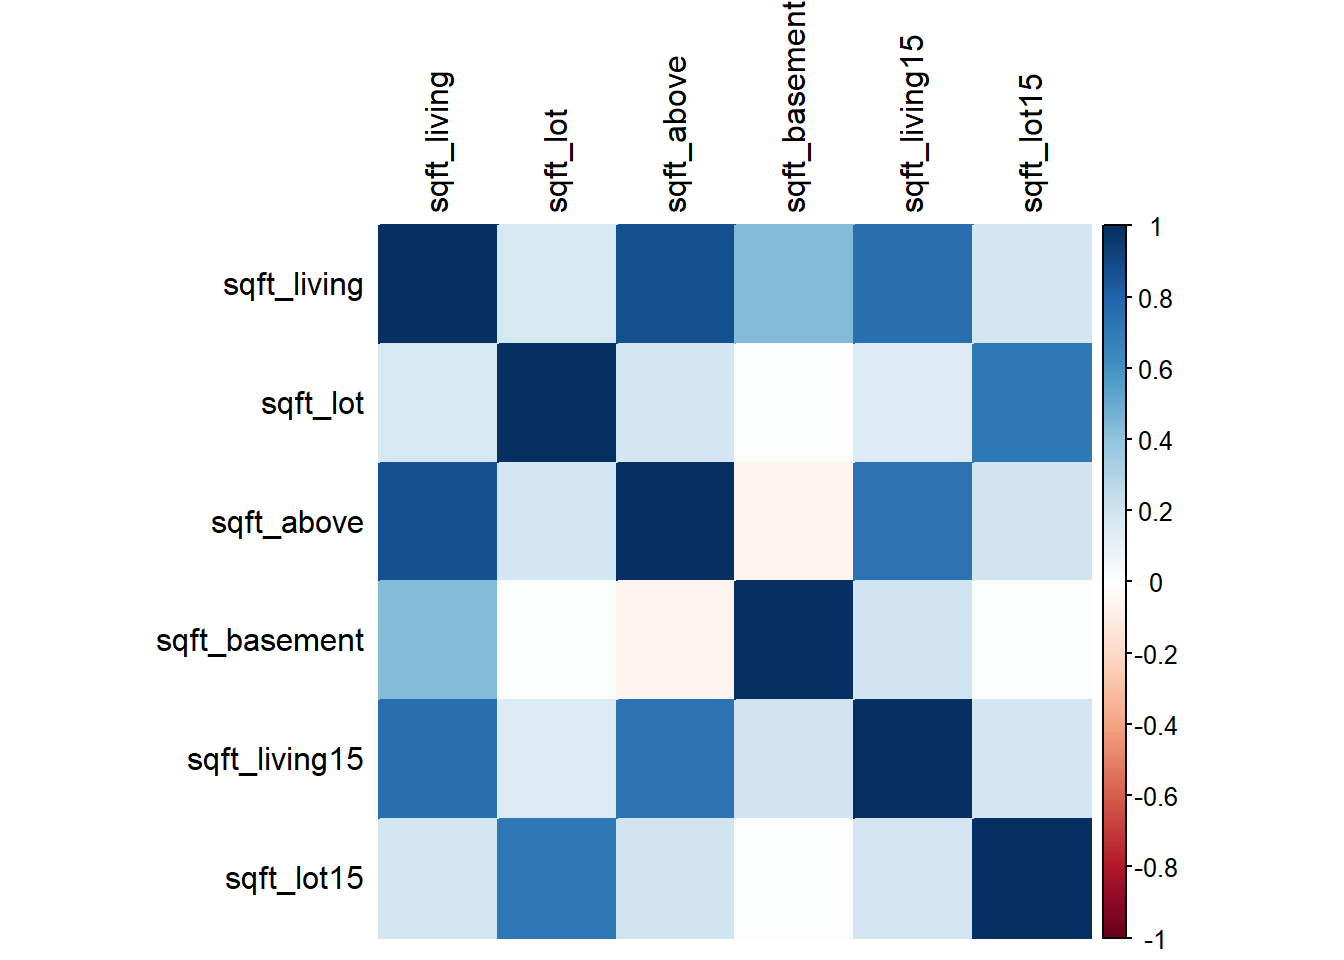 sqft_living
sqft_lot
sqft_above
sqft_basement
sqft_living15
sqft_lot15
sqft_living
sqft_lot
sqft_above
sqft_basement
sqft_living15
sqft_lot15
1
0.8
0.6
0.4
0.2
0
-0.2
-0.4
-0.6
-0.8
-1